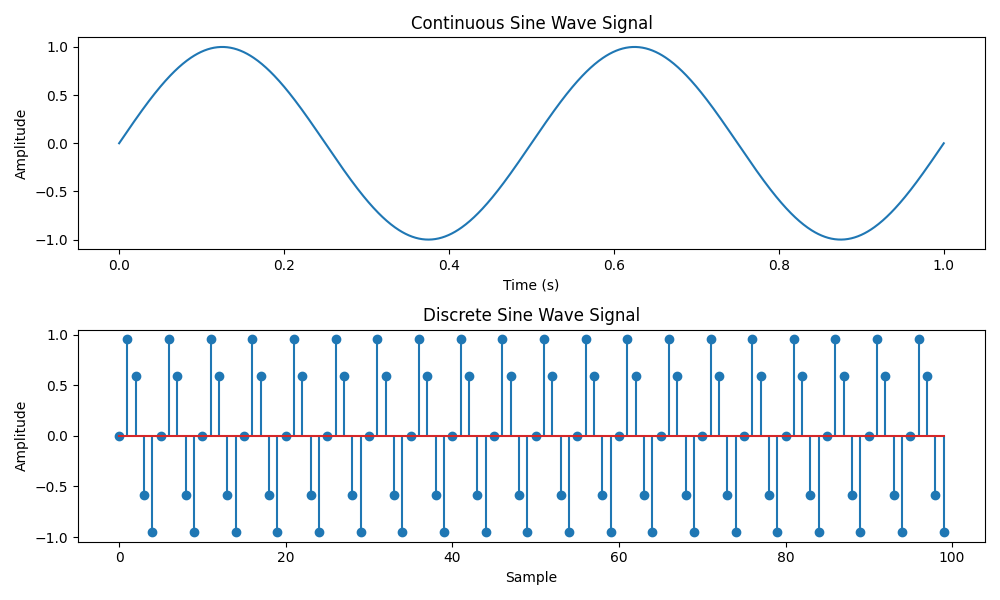 Continuous Sine Wave Signal
1.0
0.5
0.0
−0.5
−1.0
Amplitude
0.0 0.2 0.4 0.6 0.8 1.0
Time (s)
Discrete Sine Wave Signal
1.0
0.5
0.0
−0.5
−1.0
Amplitude
0 20 40 60 80 100
Sample